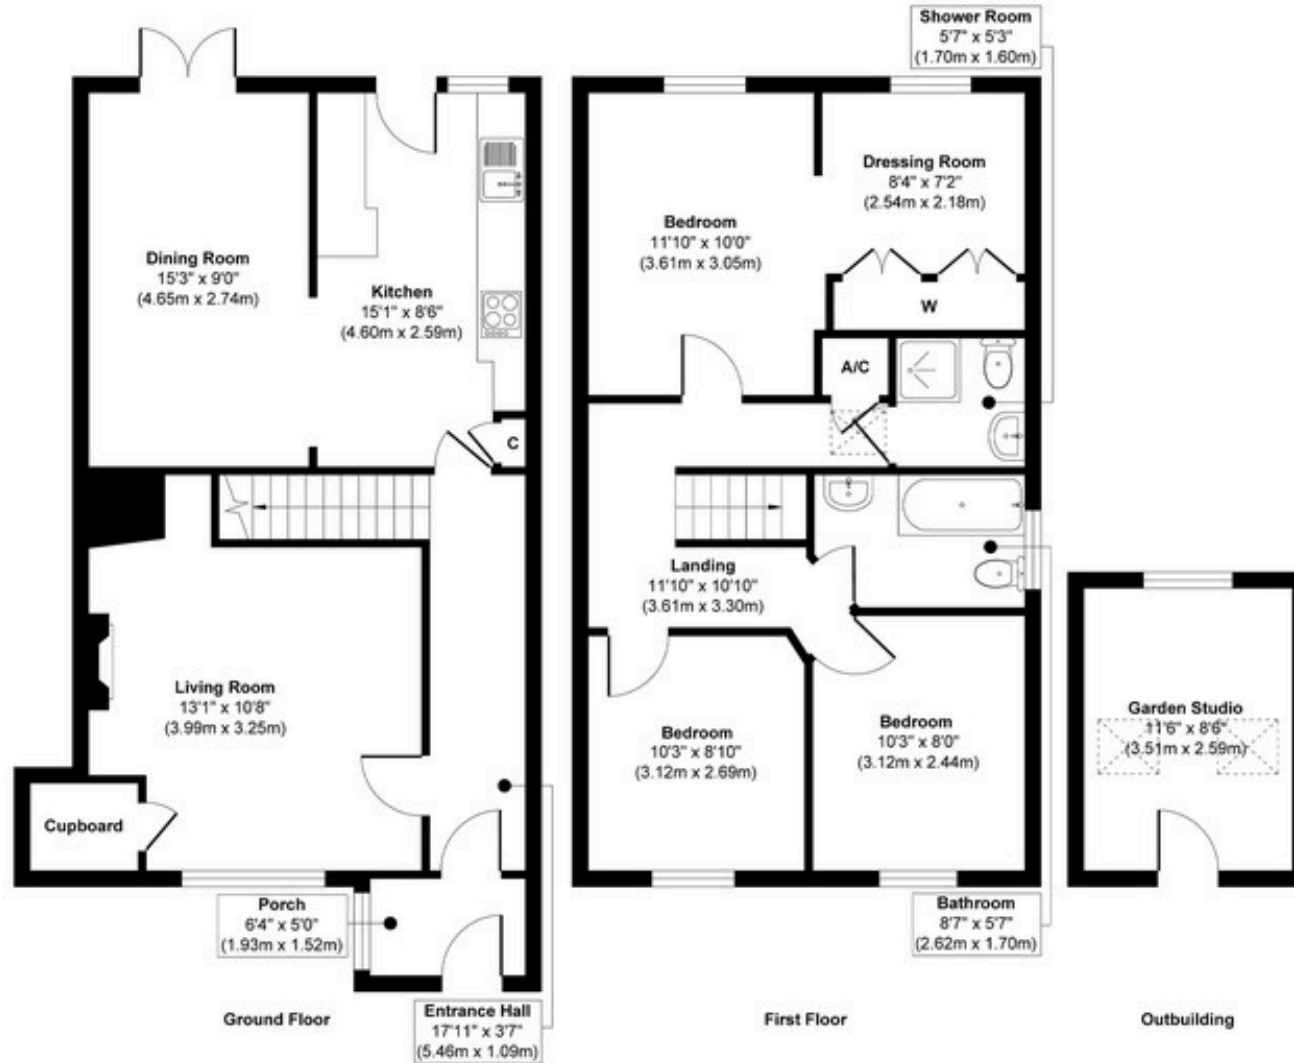 Shower Room
5'7" x 5'3"
(1.70m x 1.60m)
Dining Room
15'3" x 9'0"
(4.65m x 2.74m)
Kitchen
15'1" x 8'6"
(4.60m x 2.59m)
C
Living Room
13'1" x 10'8"
(3.99m x 3.25m)
Cupboard
Porch
6'4" x 5'0"
(1.93m x 1.52m)
Entrance Hall
17'11" x 3'7"
(5.46m x 1.09m)
Ground Floor
Bedroom
11'10" x 10'0"
(3.61m x 3.05m)
Dressing Room
8'4" x 7'2"
(2.54m x 2.18m)
W
A/C
Landing
11'10" x 10'10"
(3.61m x 3.30m)
Bedroom
10'3" x 8'10"
(3.12m x 2.69m)
Bedroom
10'3" x 8'0"
(3.12m x 2.44m)
Bathroom
8'7" x 5'7"
(2.62m x 1.70m)
First Floor
Garden Studio
11'6" x 8'6"
(3.51m x 2.59m)
Outbuilding